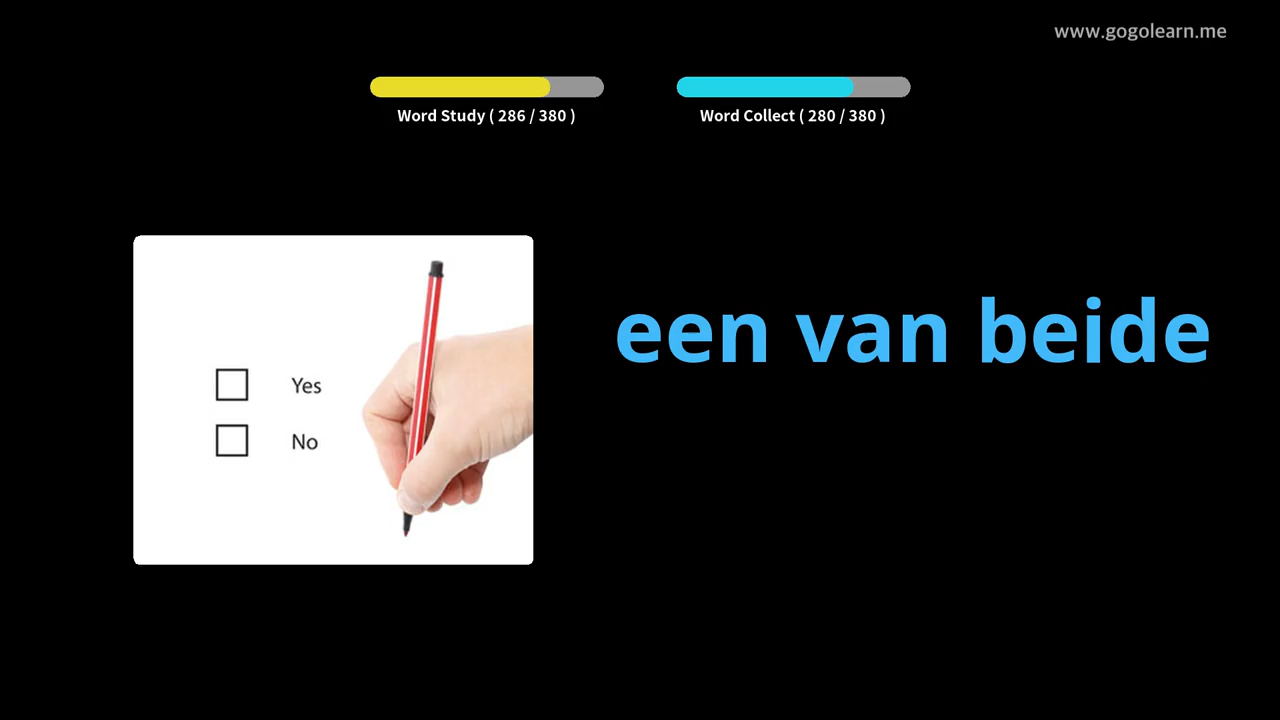 www.gogolearn.me
Word Study ( 286 / 380 )
Word Collect ( 280 / 380 )
een van beide
Yes
No